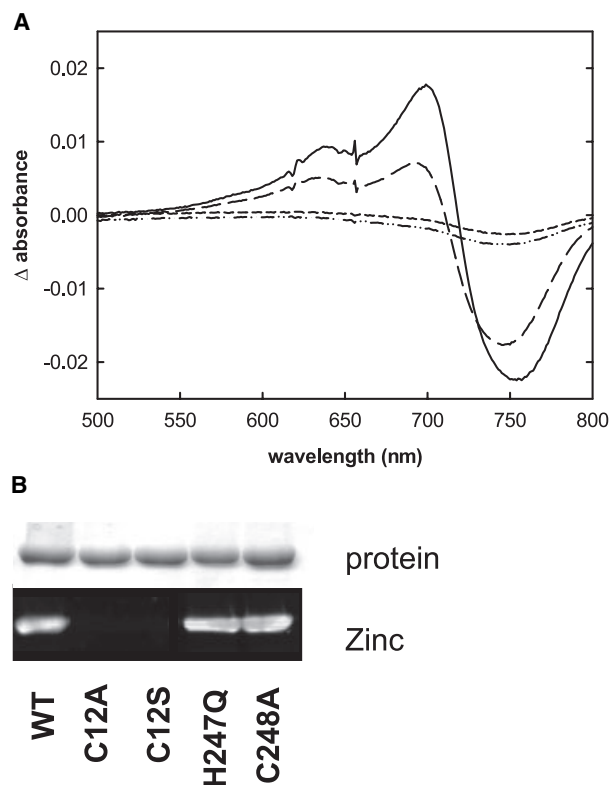 A
0.02
0.01
0.00
-0.01
-0.02
Δ absorbance
500 550 600 650 700 750 800
wavelength (nm)
B
protein
Zinc
WT
C12A
C12S
H247Q
C248A